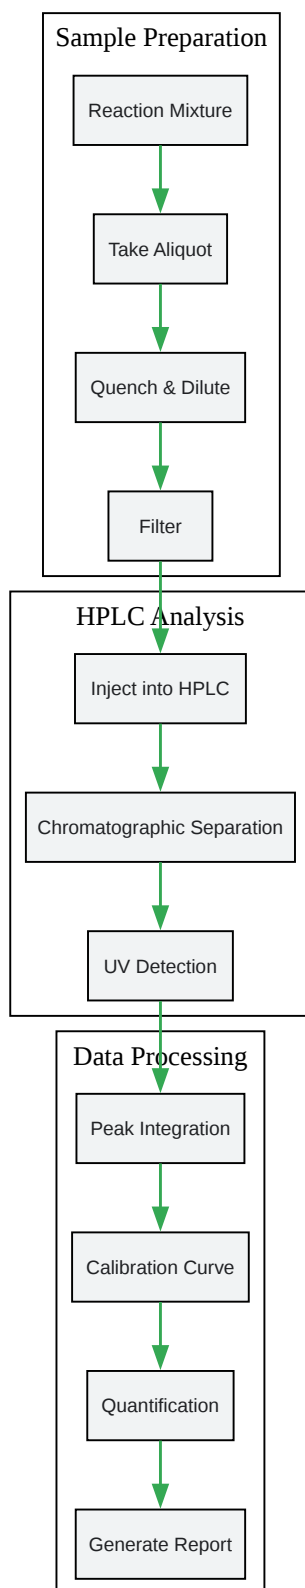 Sample Preparation
Reaction Mixture
Take Aliquot
Quench & Dilute
Filter
HPLC Analysis
Inject into HPLC
Chromatographic Separation
UV Detection
Data Processing
Peak Integration
Calibration Curve
Quantification
Generate Report